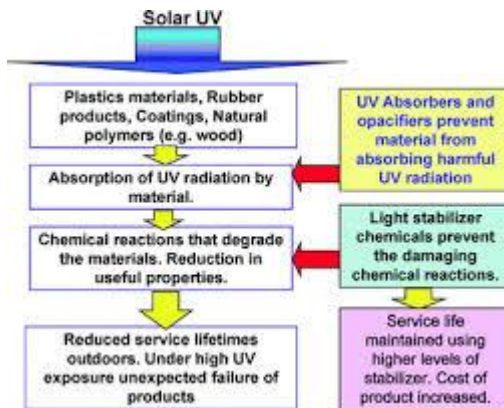 Solar UV
Plastics materials, Rubber
products, Coatings, Natural
polymers (e.g. wood)
Absorption of UV radiation by
material.
Chemical reactions that degrade
the materials. Reduction in
useful properties.
Reduced service lifetimes
outdoors. Under high UV
exposure unexpected failure of
products
UV Absorbers and
opacifiers prevent
material from
absorbing harmful
UV radiation
Light stabilizer
chemicals prevent
the damaging
chemical reactions.
Service life
maintained using
higher levels of
stabilizer. Cost of
product increased.